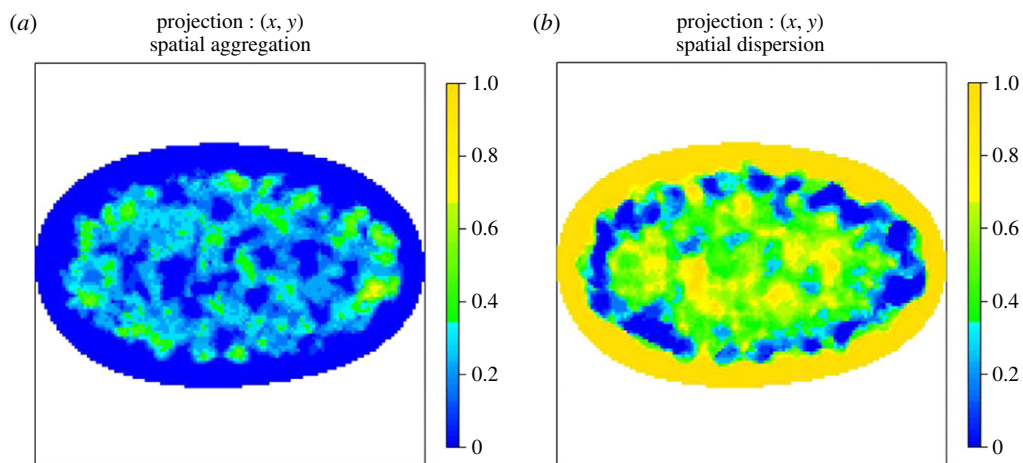 (a)
projection : (x, y)
spatial aggregation
1.0
0.8
0.6
0.4
0.2
0
(b)
projection : (x, y)
spatial dispersion
1.0
0.8
0.6
0.4
0.2
0